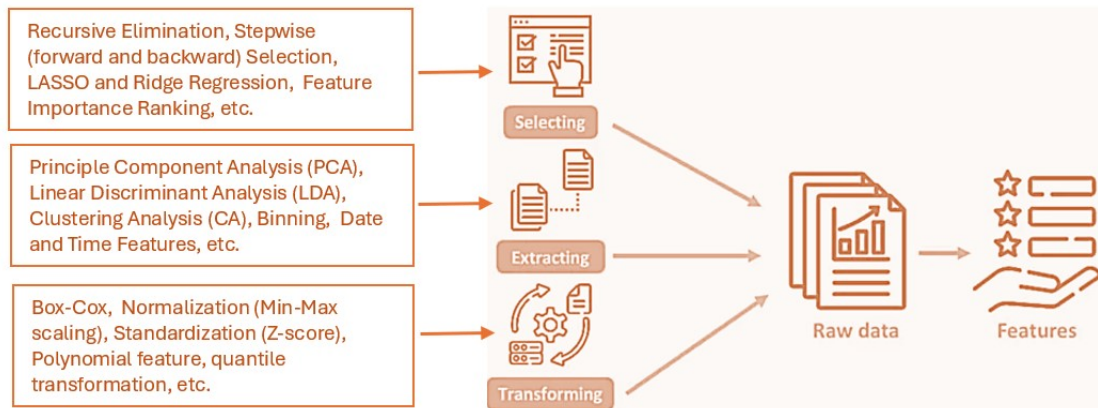 Recursive Elimination, Stepwise
(forward and backward) Selection,
LASSO and Ridge Regression, Feature
Importance Ranking, etc.
Selecting
Principle Component Analysis (PCA),
Linear Discriminant Analysis (LDA),
Clustering Analysis (CA), Binning, Date
and Time Features, etc.
Extracting
Box-Cox, Normalization (Min-Max
scaling), Standardization (Z-score),
Polynomial feature, quantile
transformation, etc.
Transforming
Raw data
Features